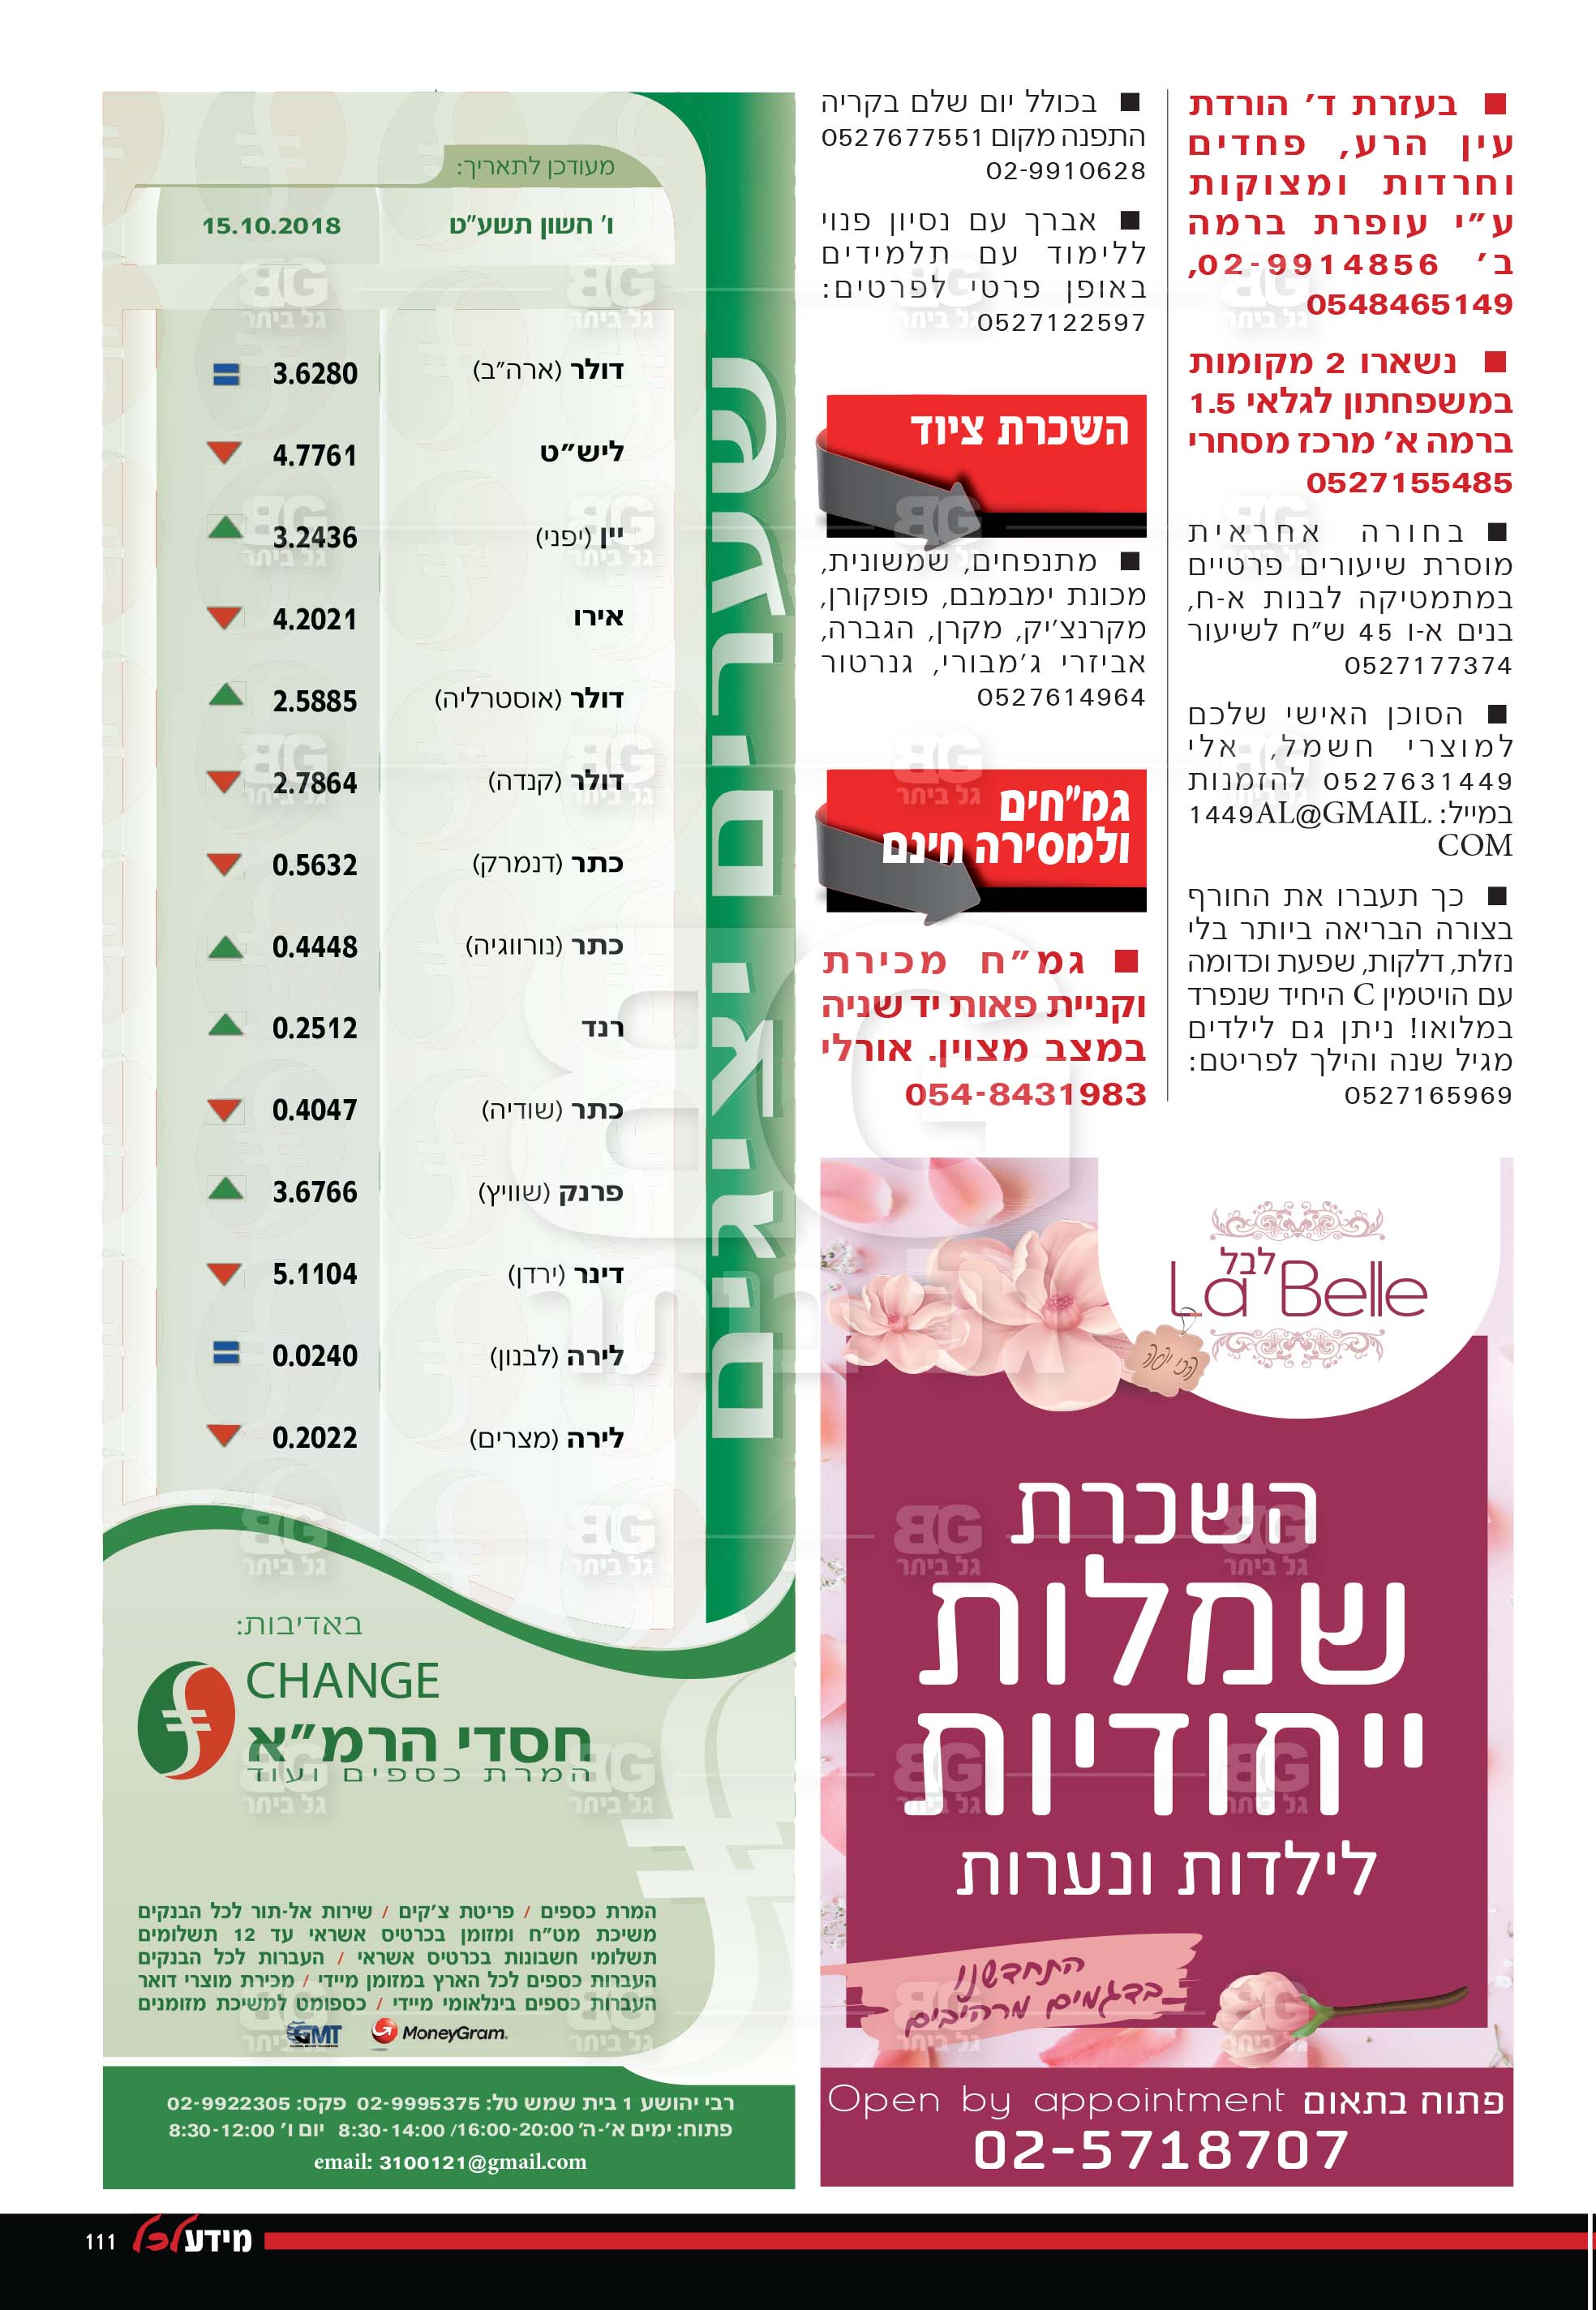 ■ בעזרת ד' הורדת
עין הרע, פחדים
וחרדות ומצוקות
ע"י עופרת ברמה
ב' 02-9914856,
0548465149
■ נשארו 2 מקומות
במשפחתון לגלאי 1.5
ברמה א' מרכז מסחרי
0527155485
■ בחורה אחראית
מוסרת שיעורים פרטיים
במתמטיקה לבנות א-ח,
בנים א-ו 45 ש"ח לשיעור
0527177374
■ הסוכן האישי שלכם
למוצרי חשמל, אלי
0527631449 להזמנות
במייל: 1449AL@GMAIL.
COM
■ כך תעברו את החורף
בצורה הבריאה ביותר בלי
נזלת, דלקות, שפעת וכדומה
עם הויטמין C היחיד שנפרד
במלואו! ניתן גם לילדים
מגיל שנה והילך לפריטם:
0527165969
■ בכולל יום שלם בקריה
התפנה מקום 0527677551
02-9910628
■ אברך עם נסיון פנוי
ללימוד עם תלמידים
באופן פרטי לפרטים:
0527122597
השכרת ציוד
■ מתנפחים, שמשונית,
מכונת ימבמבם, פופקורן,
מקרנצ'יק, מקרן, הגברה,
אביזרי ג'מבורי, גנרטור
0527614964
גמ"חים
ולמסירה חינם
■ גמ"ח מכירת
וקניית פאות יד שניה
במצב מצוין. אורלי
054-8431983
לבל
La Belle
הכי יפה
השכרת
שמלות
ייחודיות
לילדות ונערות
התחדשנו
בדגמים מרהיבים
פתוח בתאום Open by appointment
02-5718707
שערים יציגים
מעודכן לתאריך:
ו' חשון תשע"ט 15.10.2018
דולר (ארה"ב) 3.6280
ליש"ט 4.7761
יין (יפני) 3.2436
אירו 4.2021
דולר (אוסטרליה) 2.5885
דולר (קנדה) 2.7864
כתר (דנמרק) 0.5632
כתר (נורווגיה) 0.4448
רנד 0.2512
כתר (שודיה) 0.4047
פרנק (שוויץ) 3.6766
דינר (ירדן) 5.1104
לירה (לבנון) 0.0240
לירה (מצרים) 0.2022
באדיבות:
CHANGE
חסדי הרמ"א
המרת כספים ועוד
המרת כספים / פריטת צ'קים / שירות אל-תור לכל הבנקים
משיכת מט"ח ומזומן בכרטיס אשראי עד 12 תשלומים
תשלומי חשבונות בכרטיס אשראי / העברות לכל הבנקים
העברות כספים לכל הארץ במזומן מיידי / מכירת מוצרי דואר
העברות כספים בינלאומי מיידי / כספומט למשיכת מזומנים
GMT MoneyGram
רבי יהושע 1 בית שמש טל: 02-9995375 פקס: 02-9922305
פתוח: ימים א'-ה' 16:00-20:00/ 8:30-14:00 יום ו' 8:30-12:00
email: 3100121@gmail.com
BG
גל ביתר
מידע לכל
111